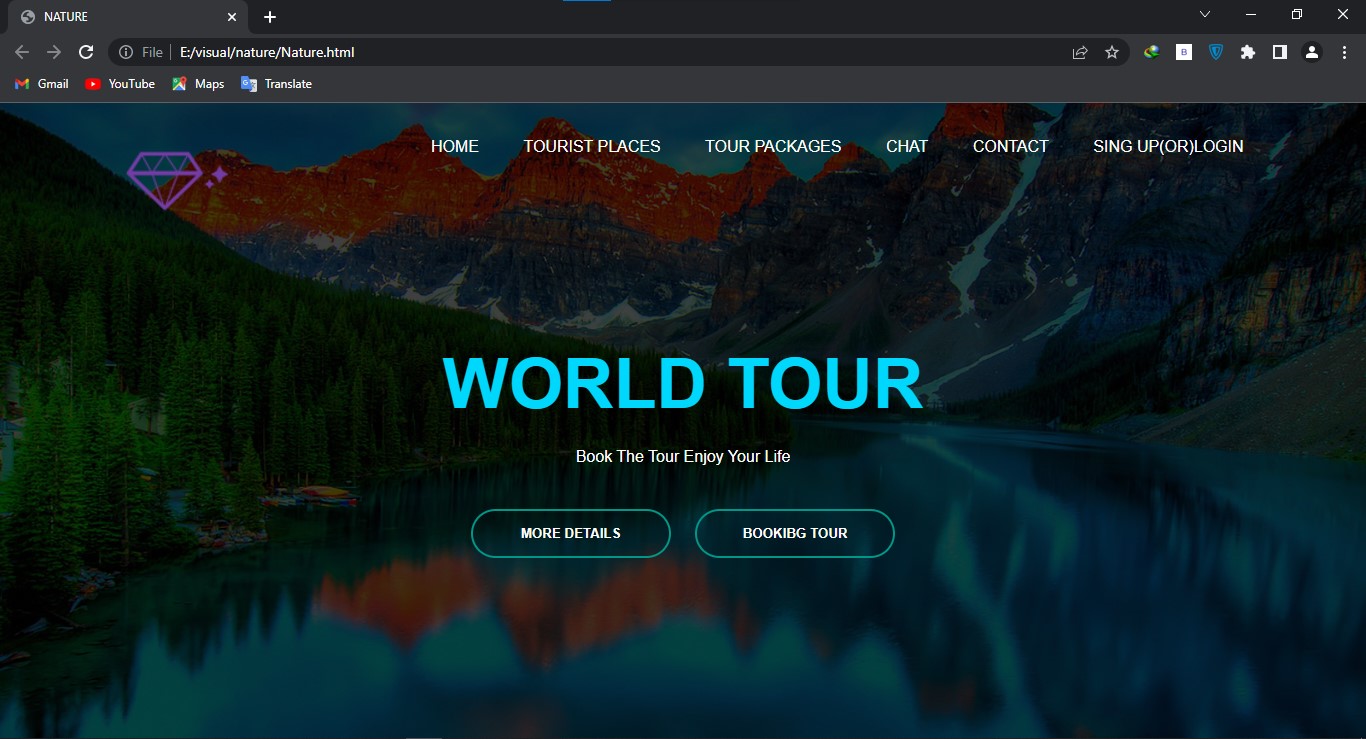 NATURE
File E:/visual/nature/Nature.html
Gmail YouTube Maps Translate
HOME TOURIST PLACES TOUR PACKAGES CHAT CONTACT SING UP(OR)LOGIN
WORLD TOUR
Book The Tour Enjoy Your Life
MORE DETAILS BOOKIBG TOUR